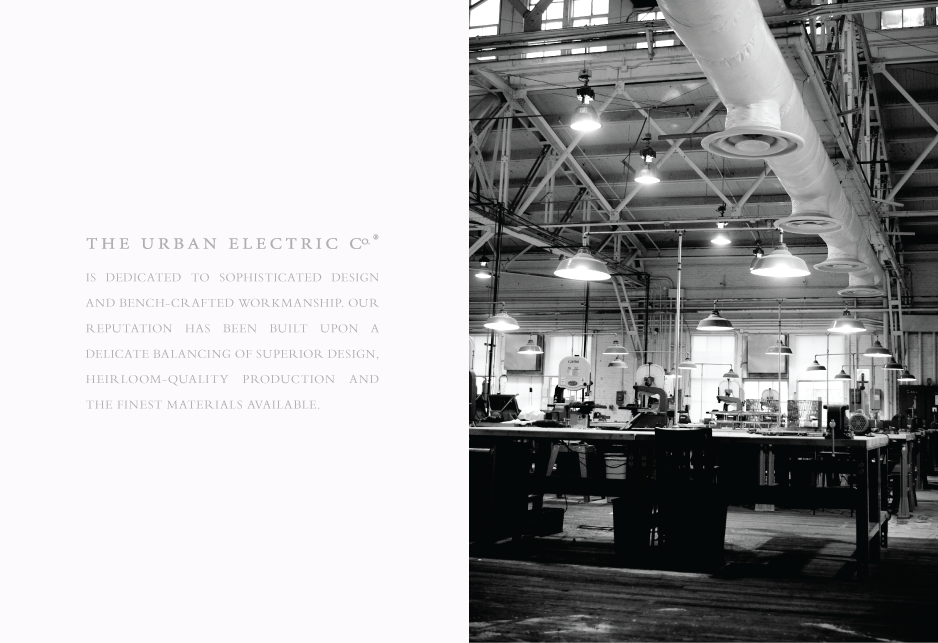 THE URBAN ELECTRIC Co.®
IS DEDICATED TO SOPHISTICATED DESIGN
AND BENCH-CRAFTED WORKMANSHIP. OUR
REPUTATION HAS BEEN BUILT UPON A
DELICATE BALANCING OF SUPERIOR DESIGN,
HEIRLOOM-QUALITY PRODUCTION AND
THE FINEST MATERIALS AVAILABLE.